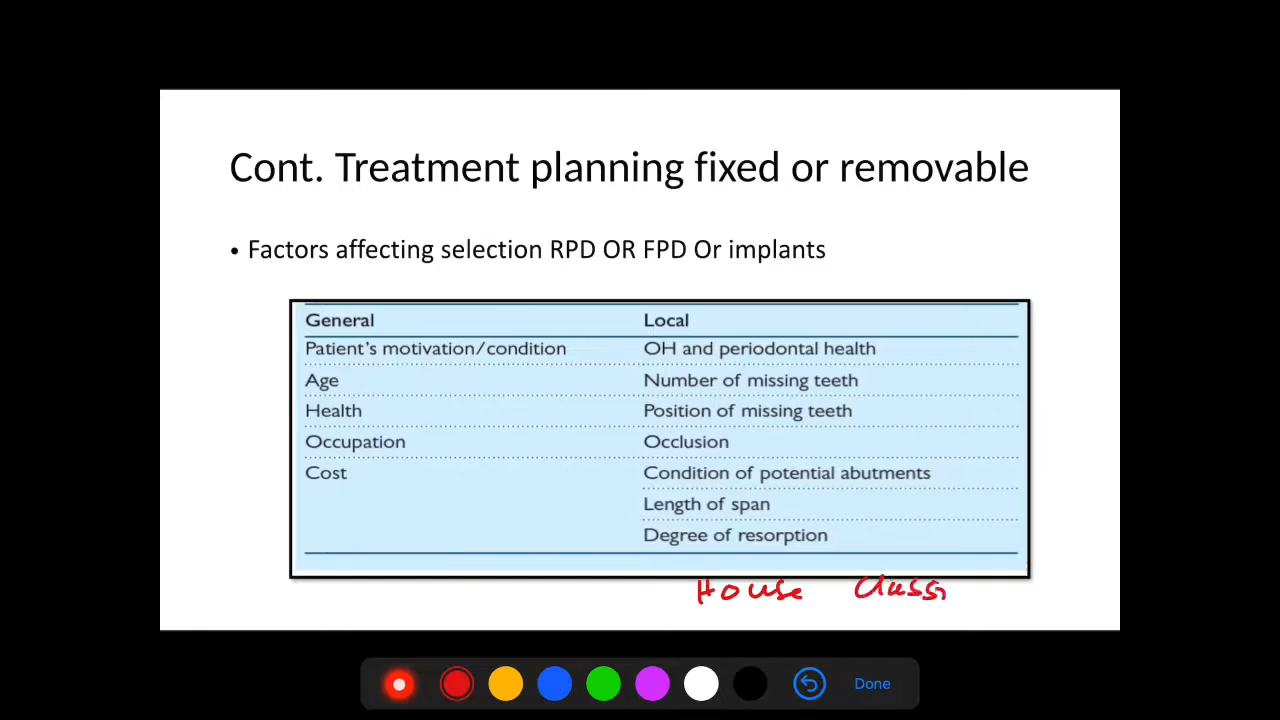 Cont. Treatment planning fixed or removable
• Factors affecting selection RPD OR FPD Or implants
General Local
Patient's motivation/condition OH and periodontal health
Age Number of missing teeth
Health Position of missing teeth
Occupation Occlusion
Cost Condition of potential abutments
Length of span
Degree of resorption
House Classi
Done